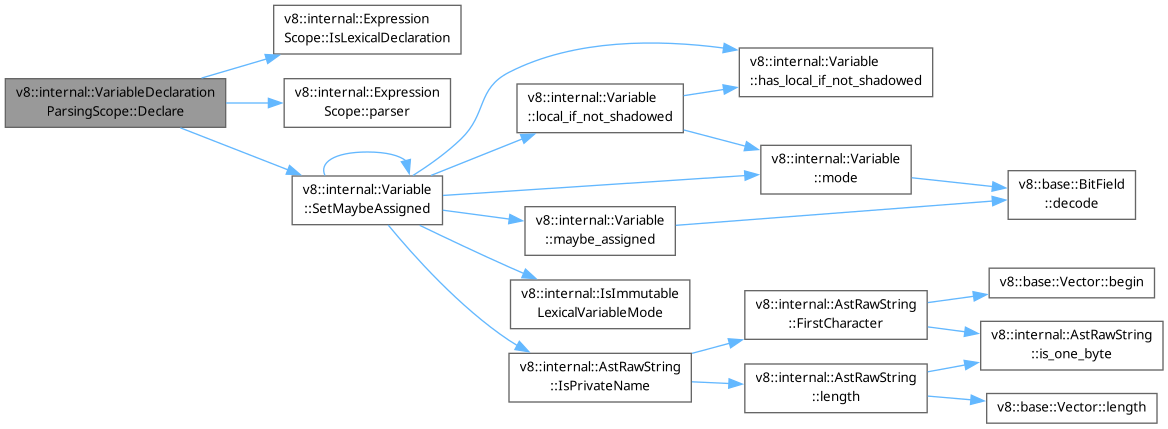 v8::internal::VariableDeclaration
ParsingScope::Declare
v8::internal::Expression
Scope::IsLexicalDeclaration
v8::internal::Expression
Scope::parser
v8::internal::Variable
::SetMaybeAssigned
v8::internal::Variable
::local_if_not_shadowed
v8::internal::Variable
::has_local_if_not_shadowed
v8::internal::Variable
::mode
v8::base::BitField
::decode
v8::internal::Variable
::maybe_assigned
v8::internal::IsImmutable
LexicalVariableMode
v8::internal::AstRawString
::IsPrivateName
v8::internal::AstRawString
::FirstCharacter
v8::internal::AstRawString
::length
v8::base::Vector::begin
v8::internal::AstRawString
::is_one_byte
v8::base::Vector::length